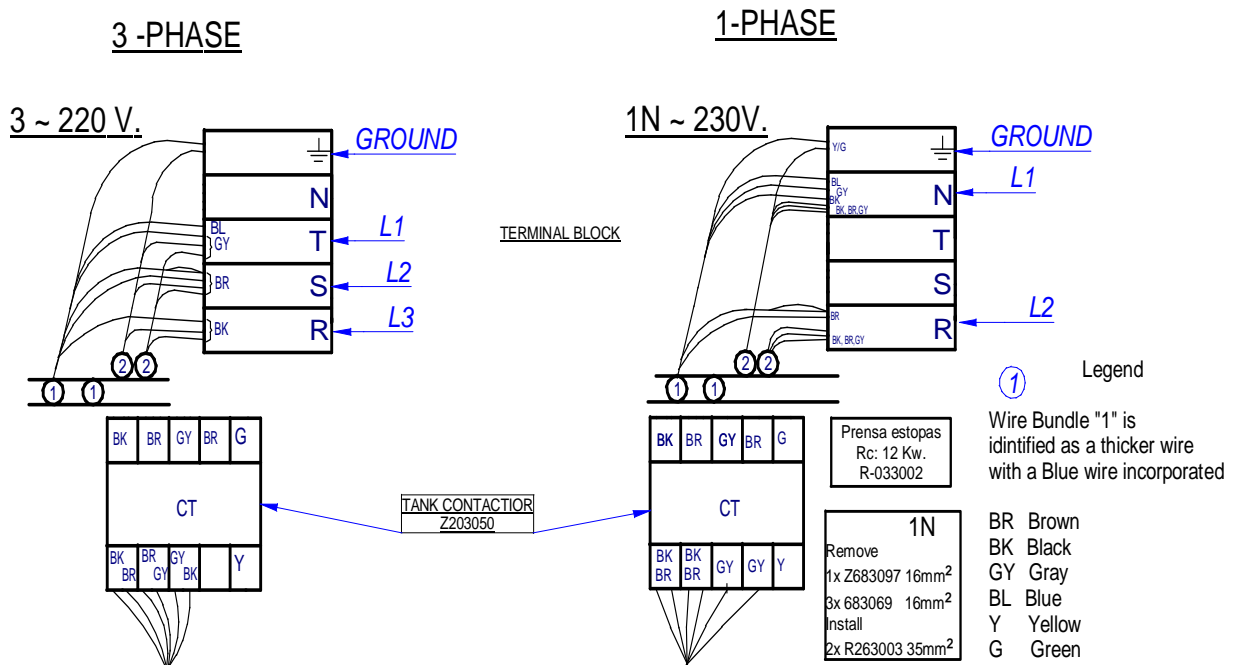 3 -PHASE
3 ~ 220 V.
GROUND
N
BL
GY
T
L1
BR
S
L2
BK
R
L3
2 2
1 1
BK BR GY BR G
CT
BK BR GY
BR GY BK Y
TERMINAL BLOCK
TANK CONTACTIOR
Z203050
1-PHASE
1N ~ 230V.
Y/G
GROUND
BL
GY
BK
BK, BR,GY
N
L1
T
S
BR
BK, BR,GY
R
L2
2 2
1 1
BK BR GY BR G
CT
BK BK
BR BR GY GY Y
Prensa estopas
Rc: 12 Kw.
R-033002
1N
Remove
1x Z683097 16mm²
3x 683069 16mm²
Install
2x R263003 35mm²
Legend
1
Wire Bundle "1" is
idintified as a thicker wire
with a Blue wire incorporated
BR Brown
BK Black
GY Gray
BL Blue
Y Yellow
G Green